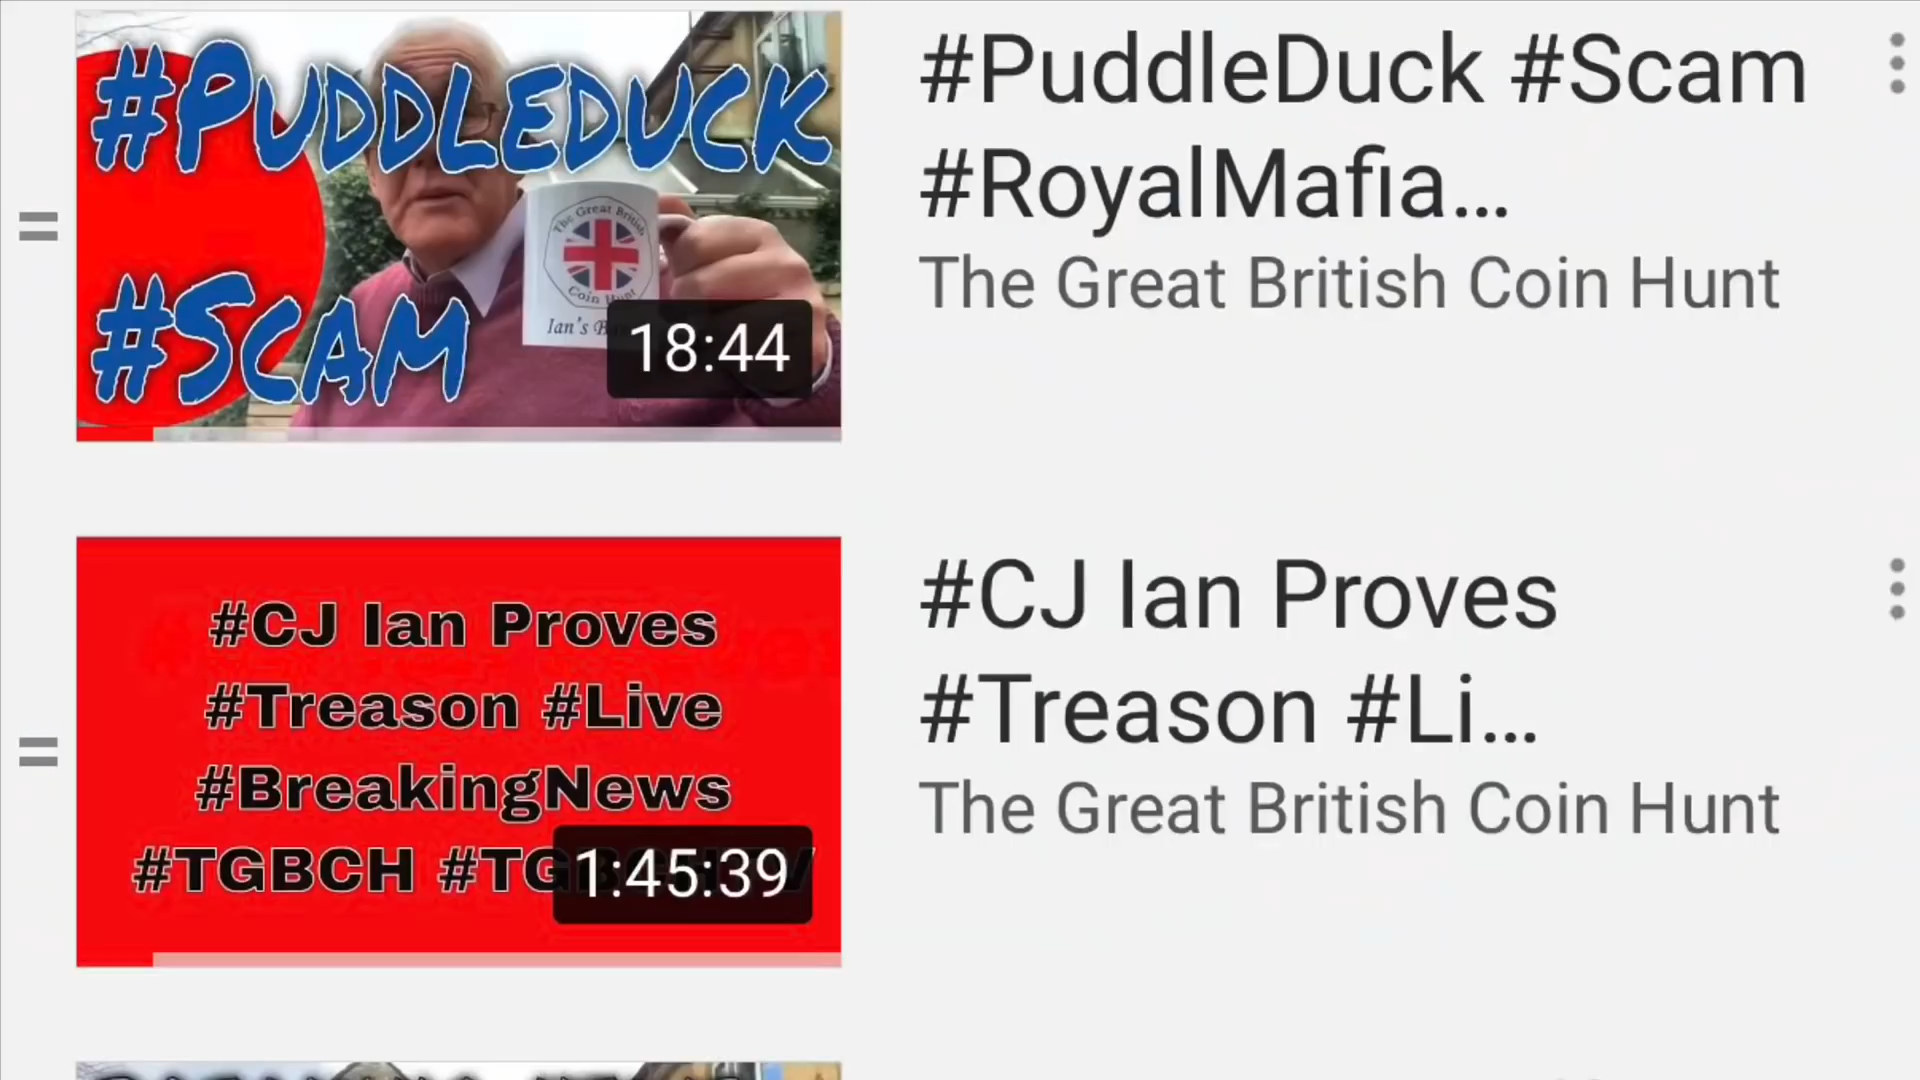 #PUDDLEDUCK
#SCAM
The Great British
Coin Hunt
Ian's
18:44
#PuddleDuck #Scam
#RoyalMafia...
The Great British Coin Hunt
#CJ Ian Proves
#Treason #Live
#BreakingNews
#TGBCH
1:45:39
#CJ Ian Proves
#Treason #Li...
The Great British Coin Hunt